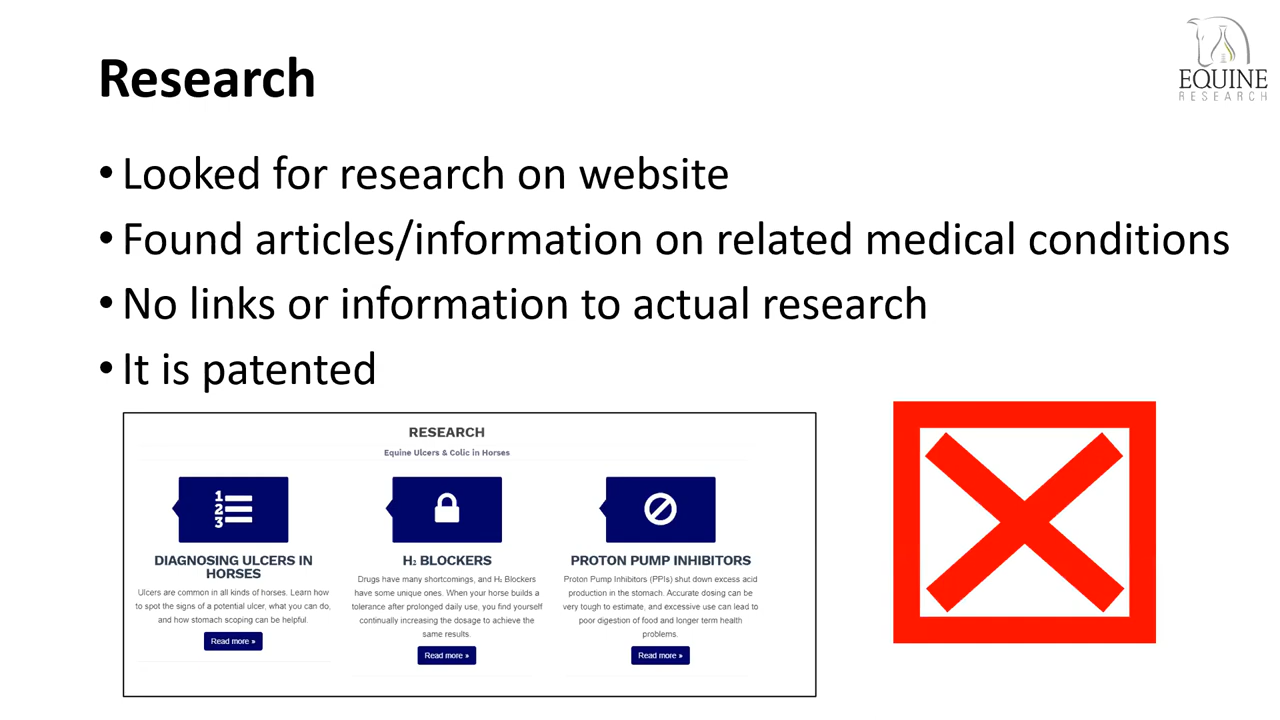 EQUINE
RESEARCH
Research
• Looked for research on website
• Found articles/information on related medical conditions
• No links or information to actual research
• It is patented
RESEARCH
Equine Ulcers & Colic in Horses
1
2
3
DIAGNOSING ULCERS IN
HORSES
Ulcers are common in all kinds of horses. Learn how
to spot the signs of a potential ulcer, what you can do,
and how stomach scoping can be helpful.
Read more »
H₂ BLOCKERS
Drugs have many shortcomings, and H₂ Blockers
have some unique ones. When your horse builds a
tolerance after prolonged daily use, you find yourself
continually increasing the dosage to achieve the
same results.
Read more »
PROTON PUMP INHIBITORS
Proton Pump Inhibitors (PPIs) shut down excess acid
production in the stomach. Accurate dosing can be
very tough to estimate, and excessive use can lead to
poor digestion of food and longer term health
problems.
Read more »